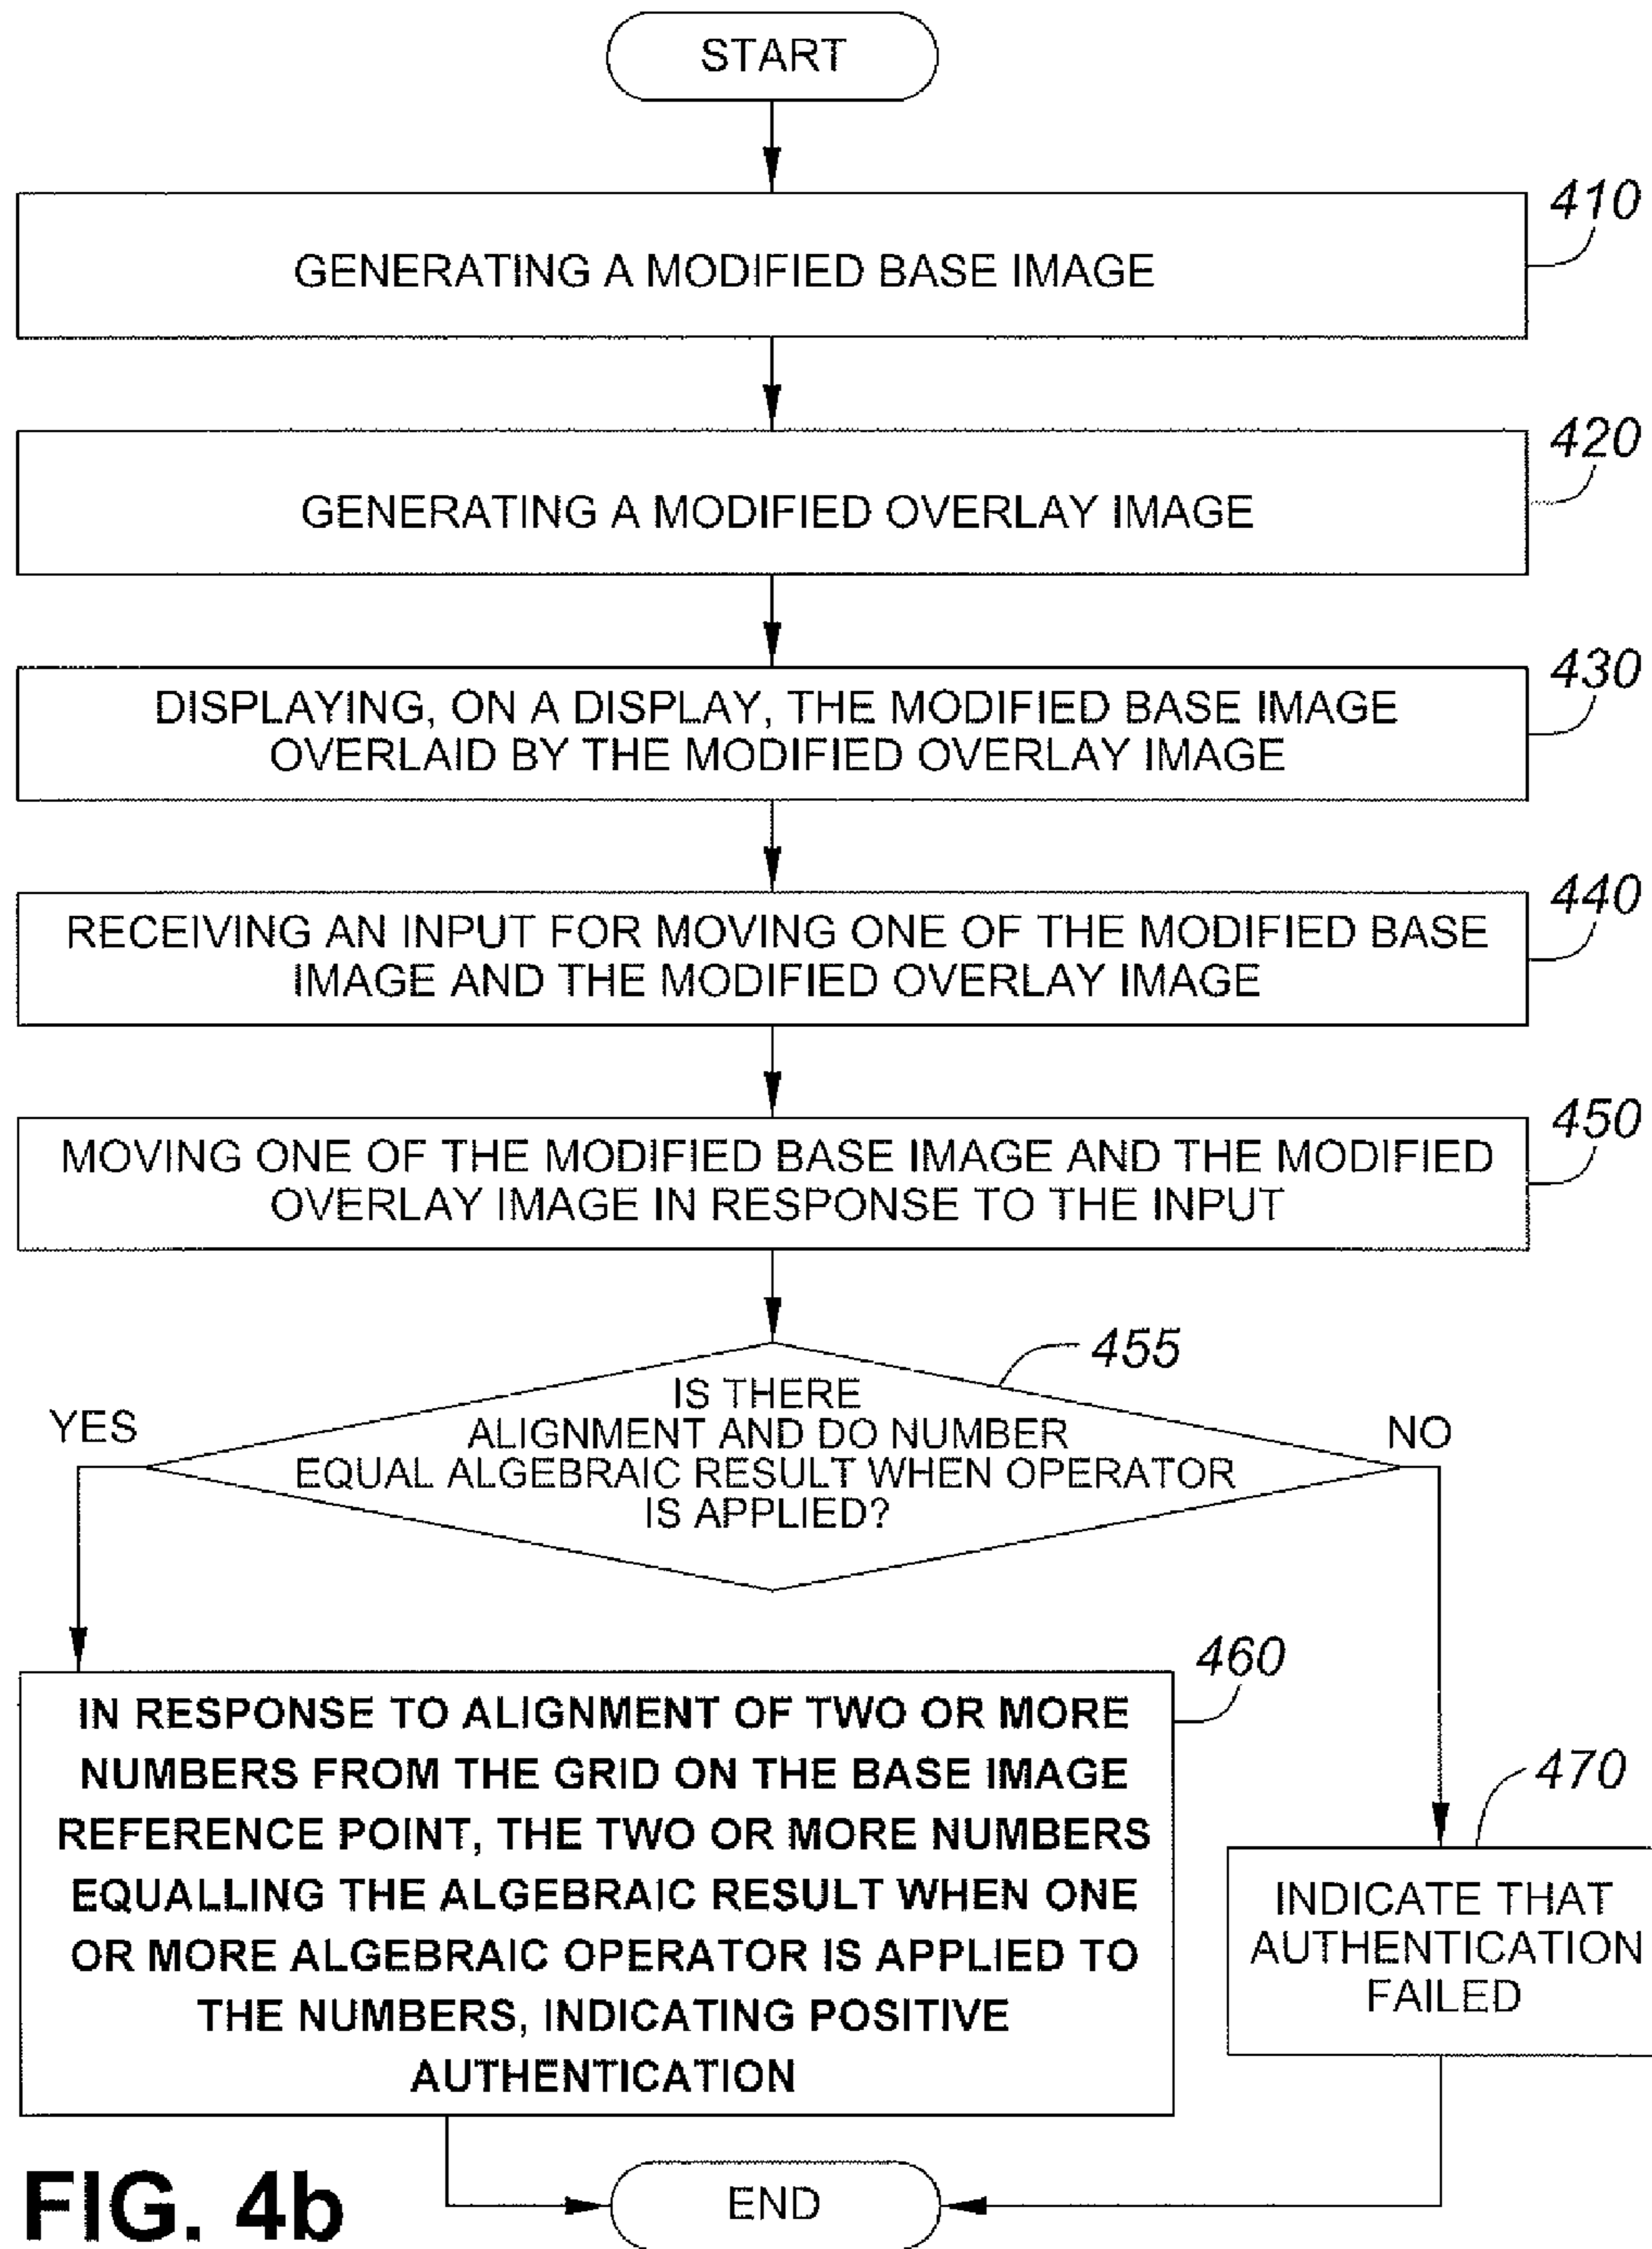 START
410
GENERATING A MODIFIED BASE IMAGE
420
GENERATING A MODIFIED OVERLAY IMAGE
430
DISPLAYING, ON A DISPLAY, THE MODIFIED BASE IMAGE
OVERLAID BY THE MODIFIED OVERLAY IMAGE
440
RECEIVING AN INPUT FOR MOVING ONE OF THE MODIFIED BASE
IMAGE AND THE MODIFIED OVERLAY IMAGE
450
MOVING ONE OF THE MODIFIED BASE IMAGE AND THE MODIFIED
OVERLAY IMAGE IN RESPONSE TO THE INPUT
455
IS THERE
ALIGNMENT AND DO NUMBER
EQUAL ALGEBRAIC RESULT WHEN OPERATOR
IS APPLIED?
YES
NO
460
IN RESPONSE TO ALIGNMENT OF TWO OR MORE
NUMBERS FROM THE GRID ON THE BASE IMAGE
REFERENCE POINT, THE TWO OR MORE NUMBERS
EQUALLING THE ALGEBRAIC RESULT WHEN ONE
OR MORE ALGEBRAIC OPERATOR IS APPLIED TO
THE NUMBERS, INDICATING POSITIVE
AUTHENTICATION
470
INDICATE THAT
AUTHENTICATION
FAILED
END
FIG. 4b